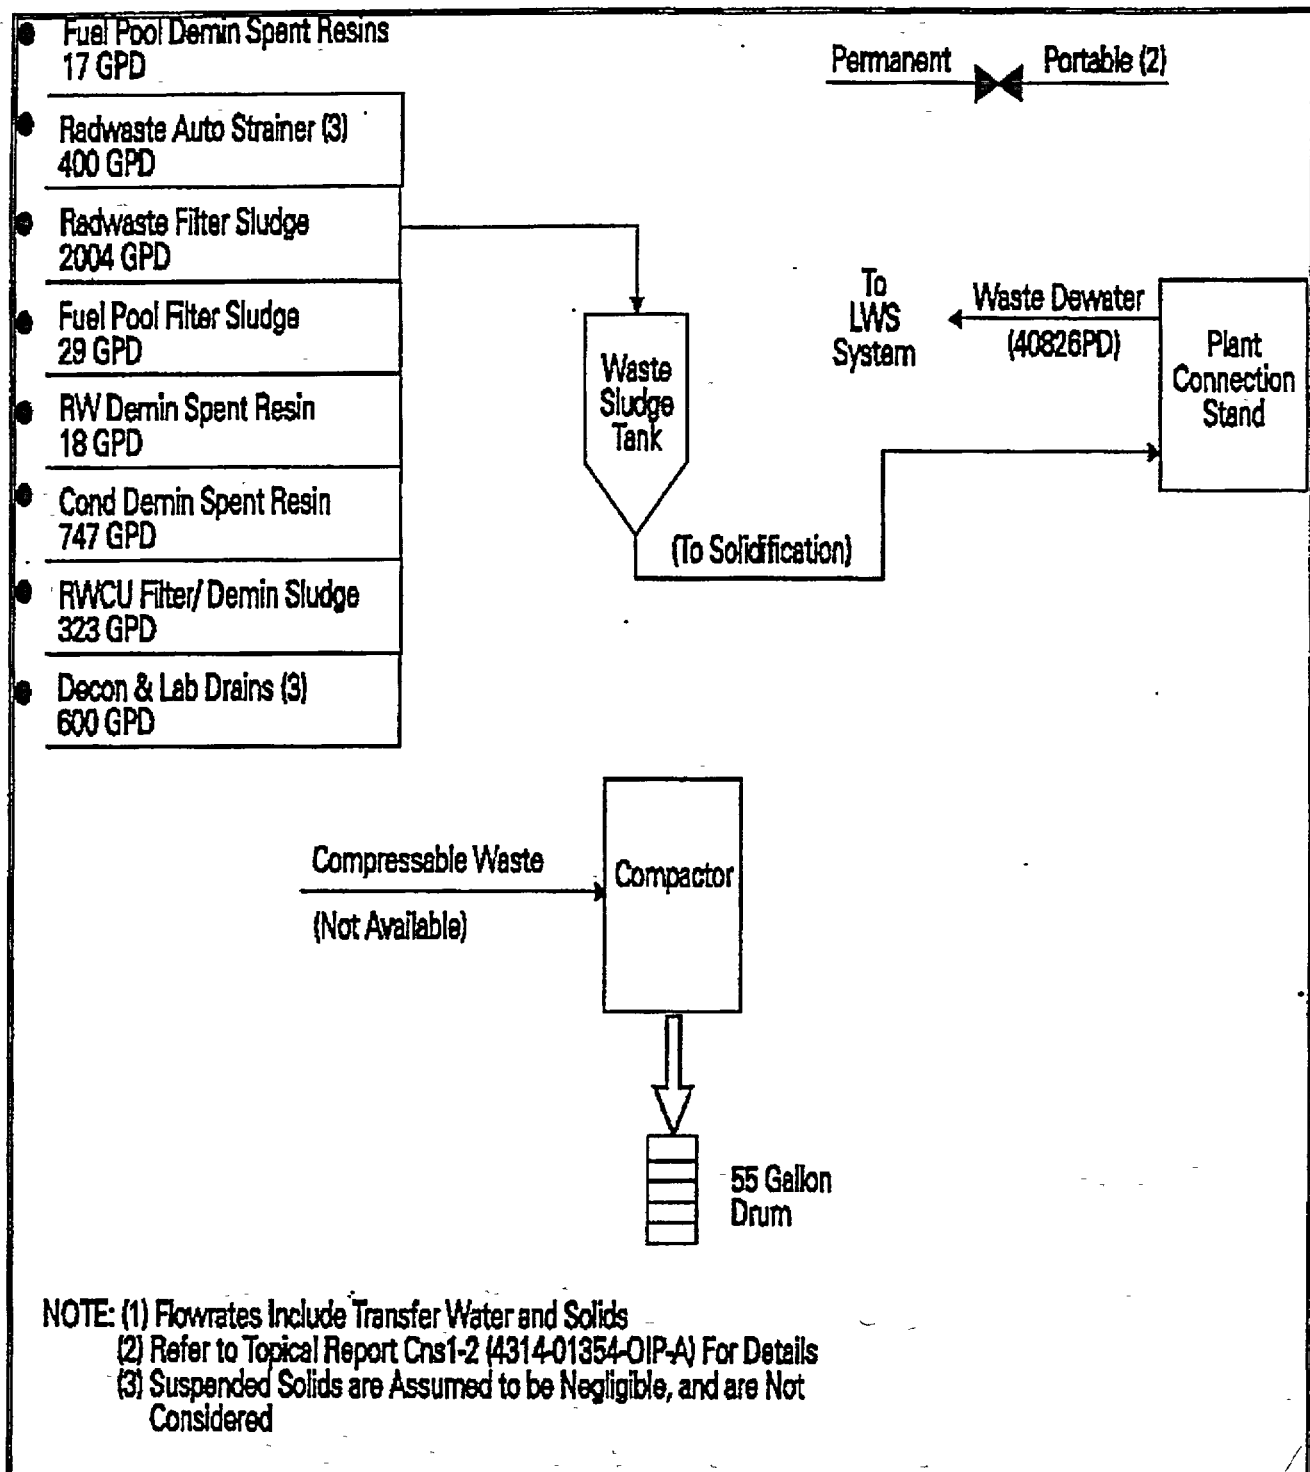 Fuel Pool Demin Spent Resins
17 GPD
Permanent
Portable (2)
Radwaste Auto Strainer (3)
400 GPD
Radwaste Filter Sludge
2004 GPD
Fuel Pool Filter Sludge
29 GPD
RW Demin Spent Resin
18 GPD
Cond Demin Spent Resin
747 GPD
RWCU Filter/ Demin Sludge
323 GPD
Decon & Lab Drains (3)
600 GPD
Waste
Sludge
Tank
(To Solidification)
To
LWS
System
Waste Dewater
(40826PD)
Plant
Connection
Stand
Compressable Waste
(Not Available)
Compactor
55 Gallon
Drum
NOTE: (1) Flowrates Include Transfer Water and Solids
(2) Refer to Topical Report Cns1-2 (4314-01354-OIP-A) For Details
(3) Suspended Solids are Assumed to be Negligible, and are Not
Considered